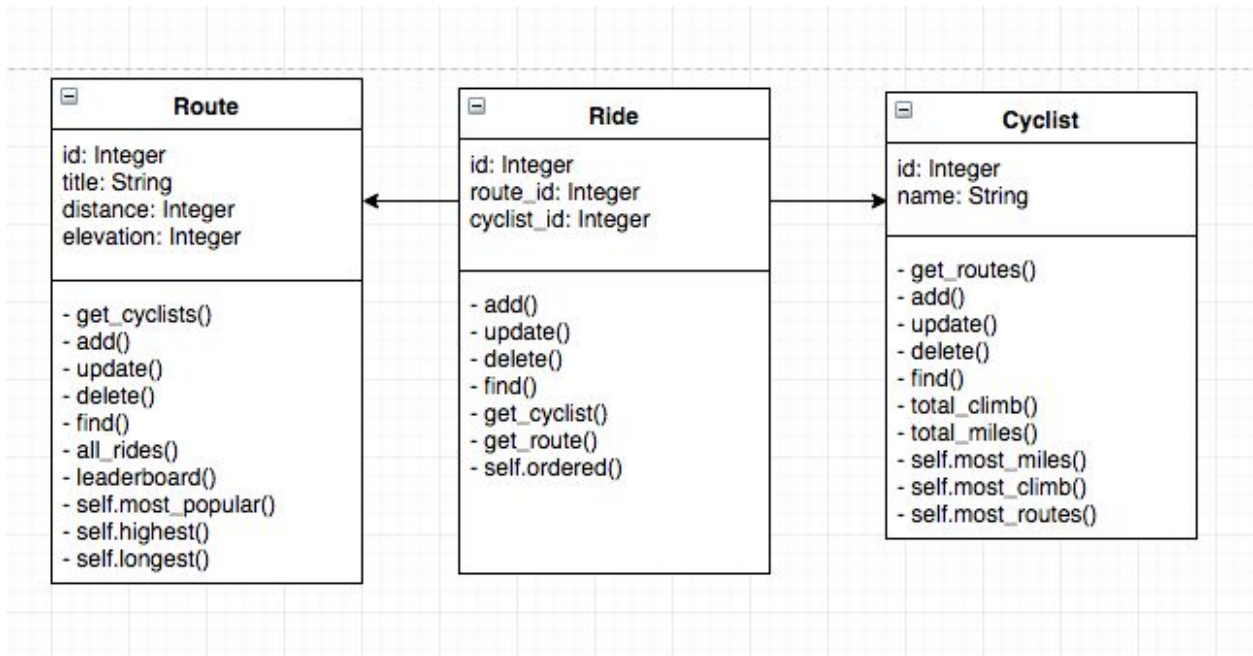 Route
id: Integer
title: String
distance: Integer
elevation: Integer
- get_cyclists()
- add()
- update()
- delete()
- find()
- all_rides()
- leaderboard()
- self.most_popular()
- self.highest()
- self.longest()
Ride
id: Integer
route_id: Integer
cyclist_id: Integer
- add()
- update()
- delete()
- find()
- get_cyclist()
- get_route()
- self.ordered()
Cyclist
id: Integer
name: String
- get_routes()
- add()
- update()
- delete()
- find()
- total_climb()
- total_miles()
- self.most_miles()
- self.most_climb()
- self.most_routes()